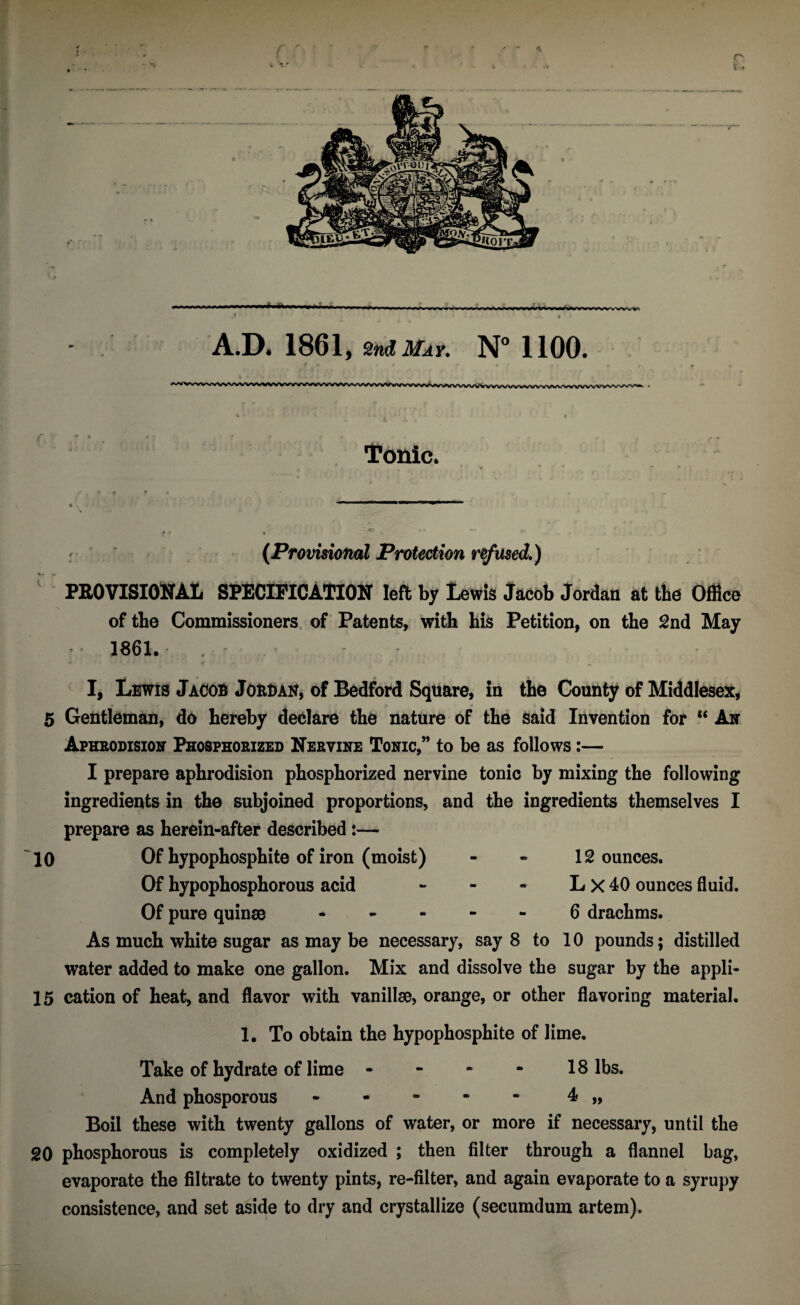 DIEU ET MON DROIT
A.D. 1861, 2nd MAY. N° 1100.
Tonic.
(Provisional Protection refused.)
PROVISIONAL SPECIFICATION left by Lewis Jacob Jordan at the Office
of the Commissioners of Patents, with his Petition, on the 2nd May
1861.
I, LEWIS JACOB JORDAN, of Bedford Square, in the County of Middlesex,
5 Gentleman, do hereby declare the nature of the said Invention for “ AN
APHRODISION PHOSPHORIZED NERVINE TONIC,” to be as follows :—
I prepare aphrodision phosphorized nervine tonic by mixing the following
ingredients in the subjoined proportions, and the ingredients themselves I
prepare as herein-after described :—
10 Of hypophosphite of iron (moist) - - 12 ounces.
Of hypophosphorous acid - - - L X 40 ounces fluid.
Of pure quinæ - - - - - 6 drachms.
As much white sugar as may be necessary, say 8 to 10 pounds; distilled
water added to make one gallon. Mix and dissolve the sugar by the appli-
15 cation of heat, and flavor with vanillæ, orange, or other flavoring material.
1. To obtain the hypophosphite of lime.
Take of hydrate of lime - - - - 18 lbs.
And phosporous - - - - - 4 „
Boil these with twenty gallons of water, or more if necessary, until the
20 phosphorous is completely oxidized ; then filter through a flannel bag,
evaporate the filtrate to twenty pints, re-filter, and again evaporate to a syrupy
consistence, and set aside to dry and crystallize (secumdum artem).